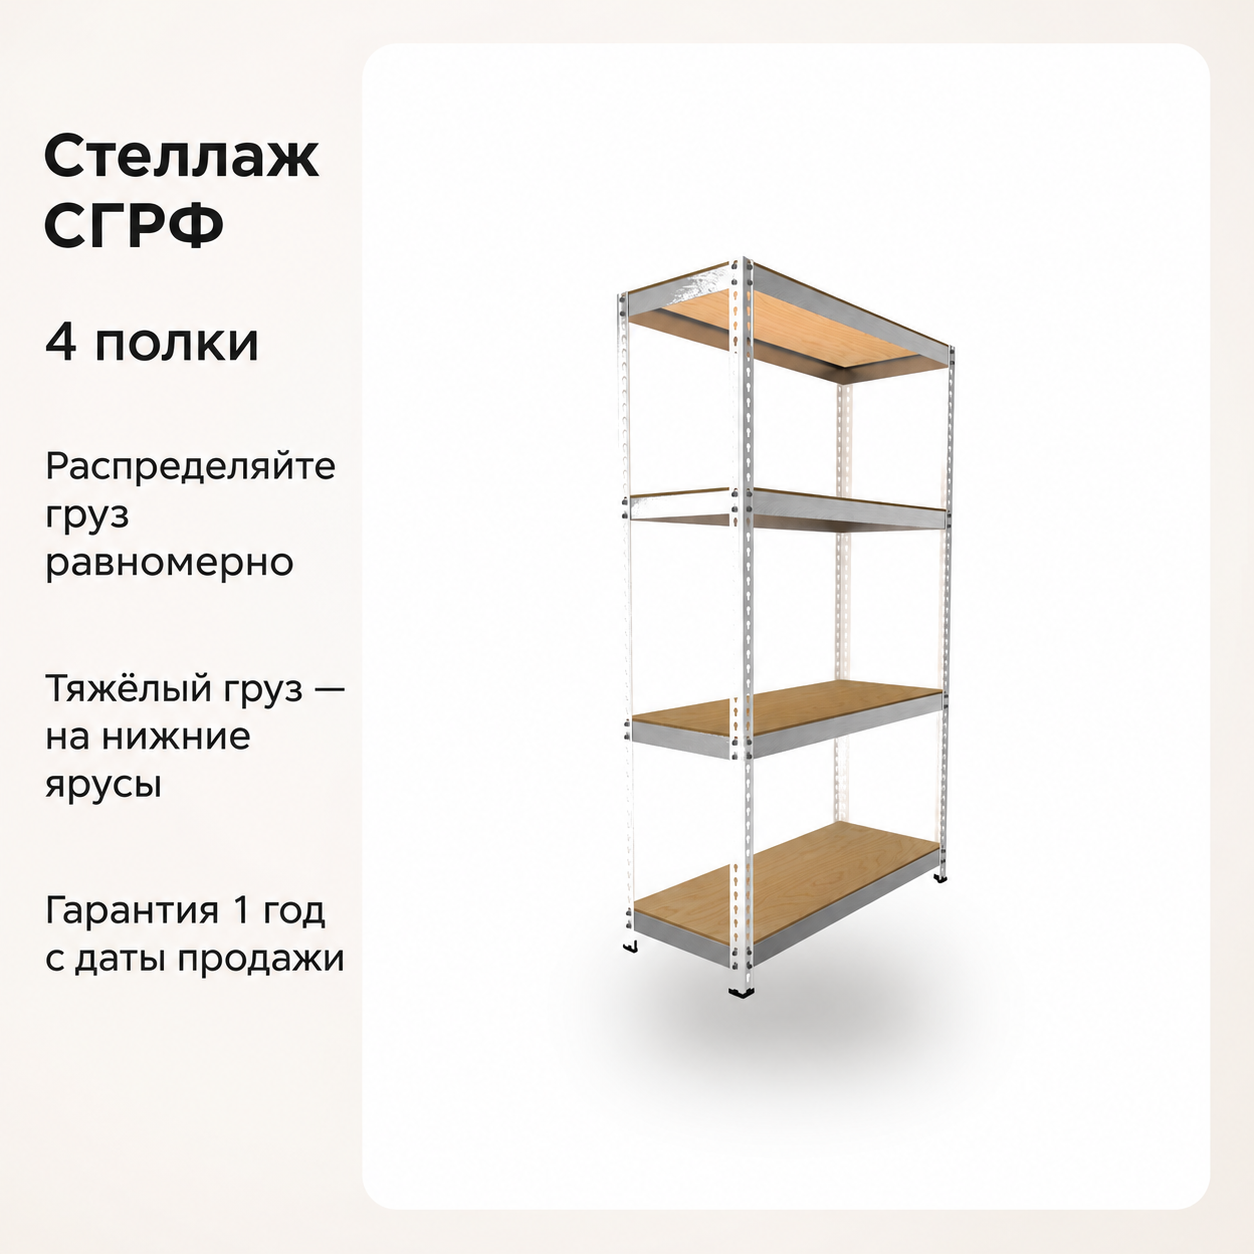 Стеллаж
СГРФ
4 полки
Распределяйте
груз
равномерно
Тяжёлый груз —
на нижние
ярусы
Гарантия 1 год
с даты продажи